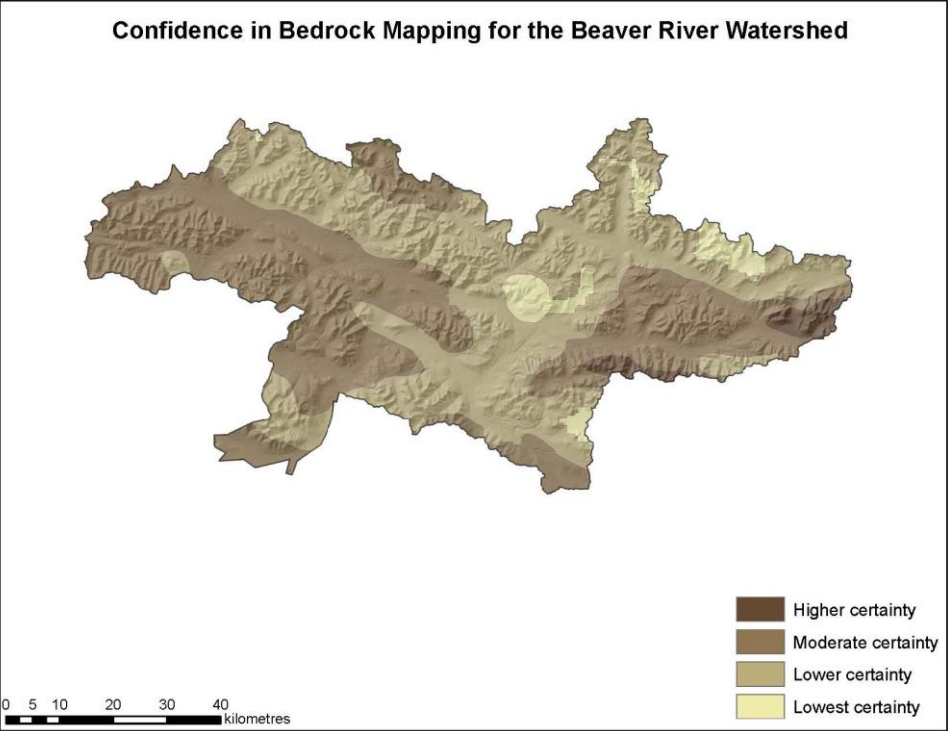 Confidence in Bedrock Mapping for the Beaver River Watershed
Higher certainty
Moderate certainty
Lower certainty
Lowest certainty
0 5 10 20 30 40
kilometres